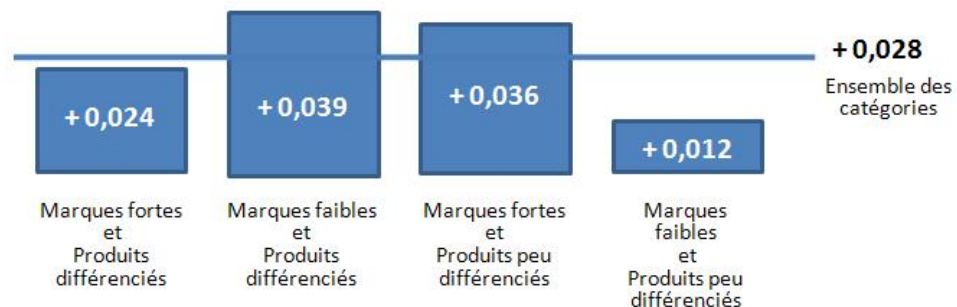 + 0,028
Ensemble des
catégories
+ 0,024
+ 0,039
+ 0,036
+ 0,012
Marques fortes
et
Produits
différenciés
Marques faibles
et
Produits
différenciés
Marques fortes
et
Produits peu
différenciés
Marques
faibles
et
Produits peu
différenciés